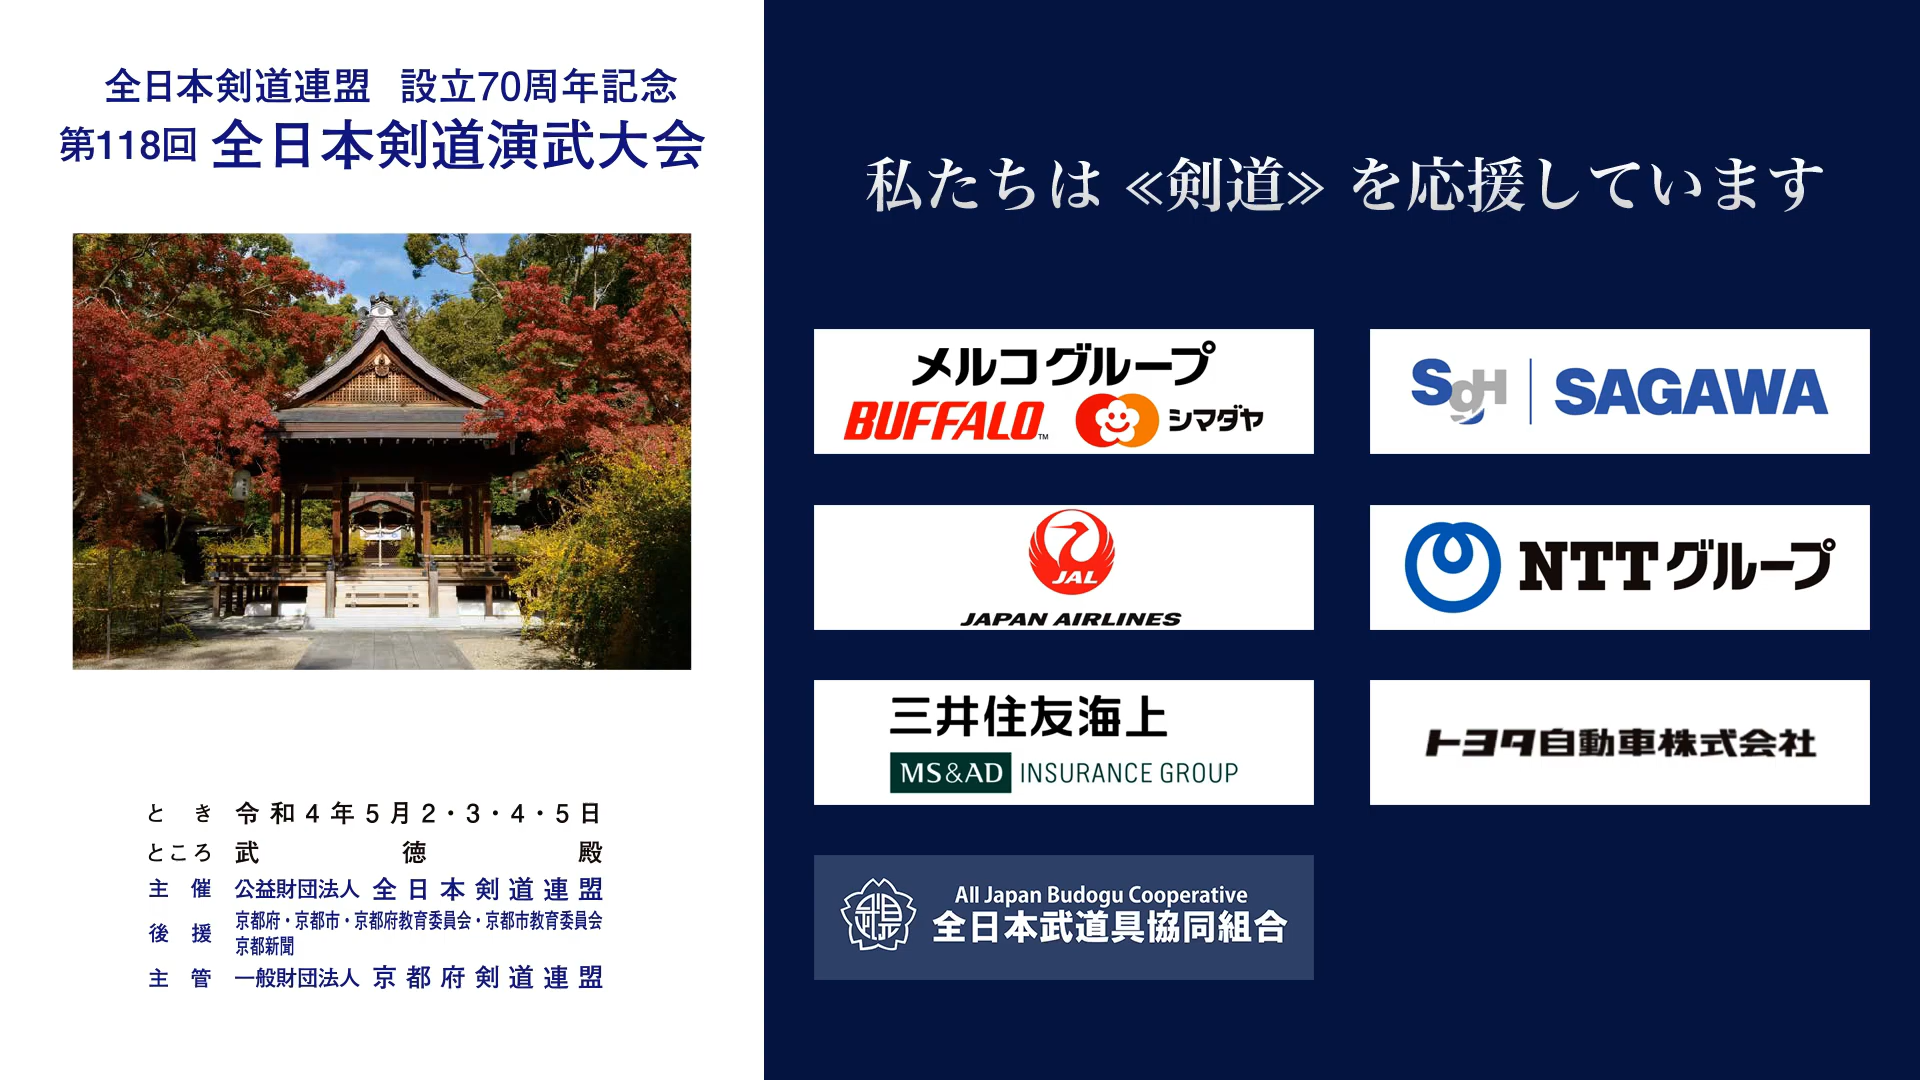 全日本剣道連盟 設立70周年記念
第118回 全日本剣道演武大会
とき 令和4年5月2・3・4・5日
ところ 武徳殿
主催 公益財団法人 全日本剣道連盟
後援 京都府・京都市・京都府教育委員会・京都市教育委員会
京都新聞
主管 一般財団法人 京都府剣道連盟
私たちは≪剣道≫を応援しています
メルコグループ
BUFFALO™ シマダヤ
SGH SAGAWA
JAL
JAPAN AIRLINES
NTTグループ
三井住友海上
MS&AD INSURANCE GROUP
トヨタ自動車株式会社
All Japan Budogu Cooperative
全日本武道具協同組合